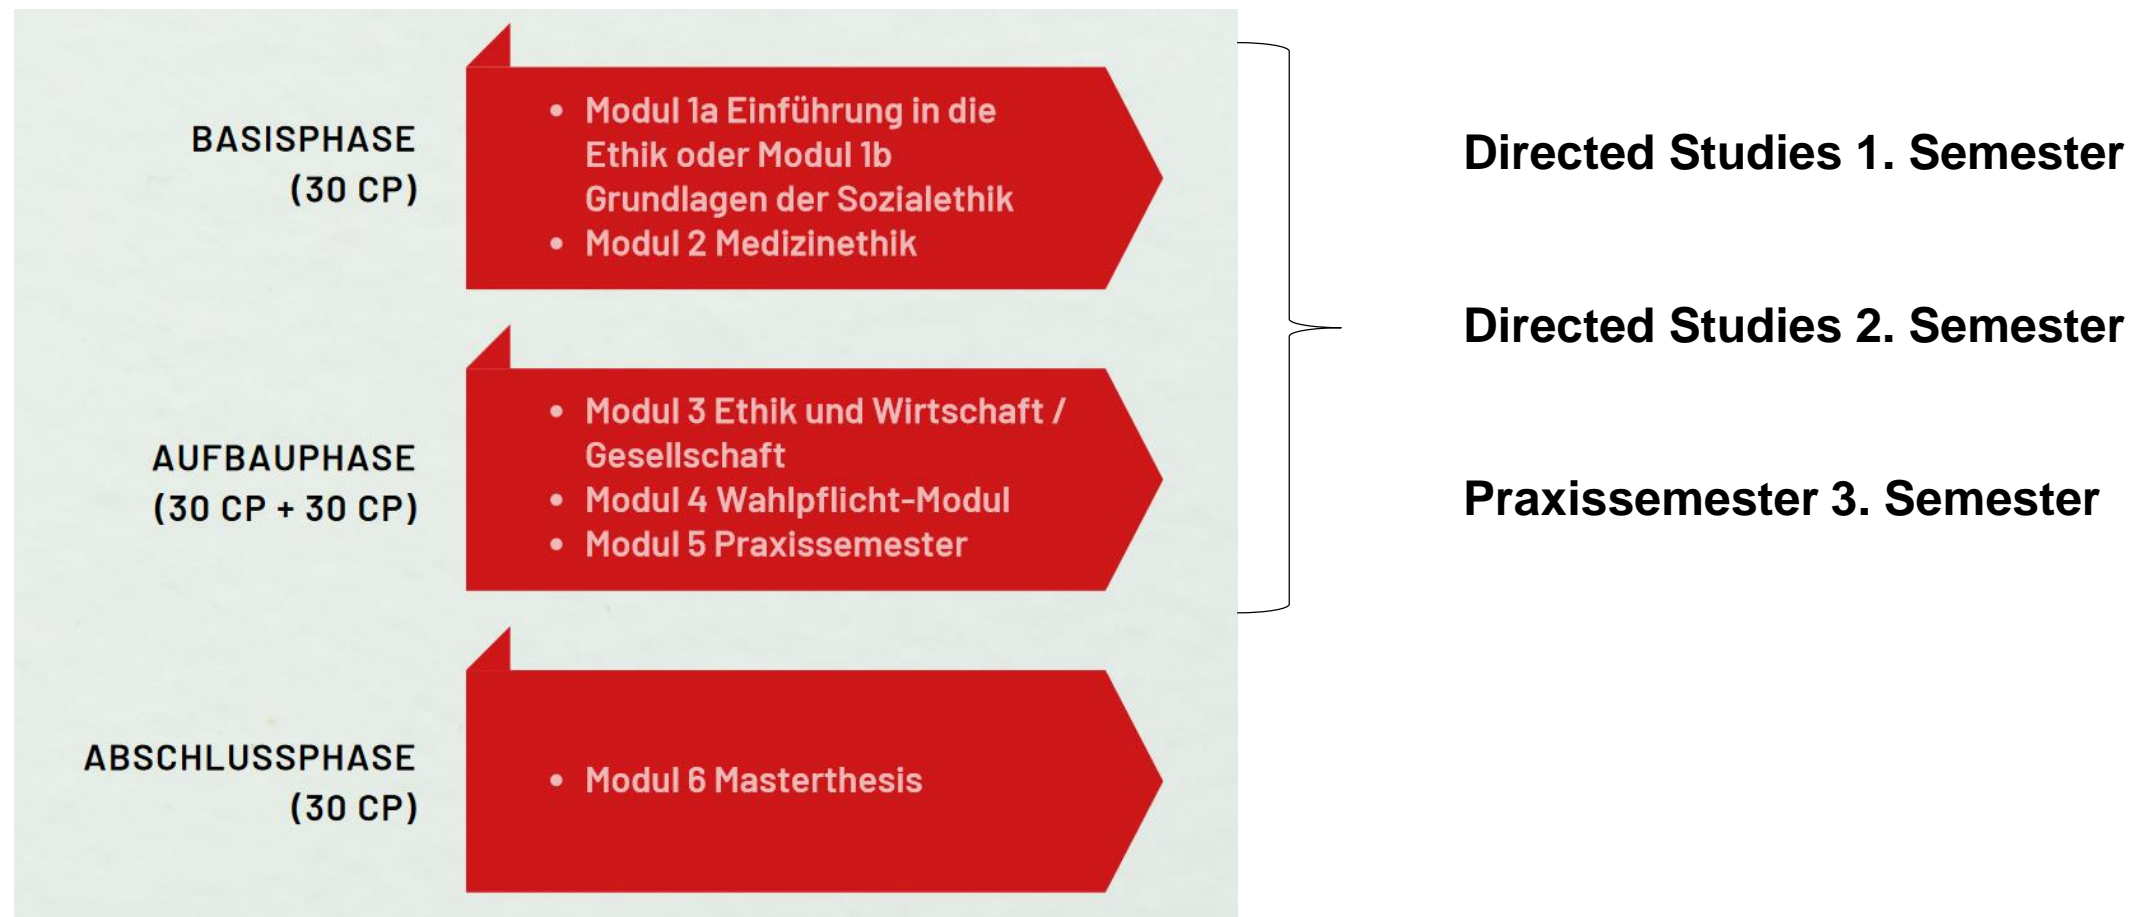 BASISPHASE
(30 CP)
• Modul 1a Einführung in die
Ethik oder Modul 1b
Grundlagen der Sozialethik
• Modul 2 Medizinethik
AUFBAUPHASE
(30 CP + 30 CP)
• Modul 3 Ethik und Wirtschaft /
Gesellschaft
• Modul 4 Wahlpflicht-Modul
• Modul 5 Praxissemester
ABSCHLUSSPHASE
(30 CP)
• Modul 6 Masterthesis
Directed Studies 1. Semester
Directed Studies 2. Semester
Praxissemester 3. Semester